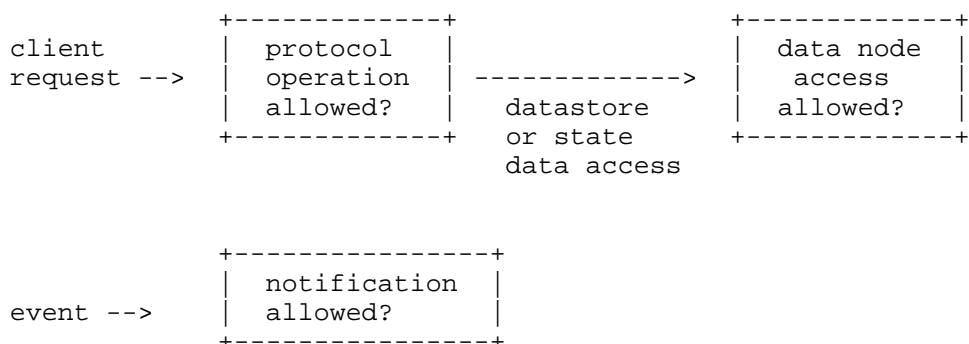 +-------------+                 +-------------+
client       |  protocol   |                 |  data node  |
request -->  |  operation  | ------------->  |   access    |
             |  allowed?   |   datastore     |  allowed?   |
             +-------------+   or state      +-------------+
                               data access
+----------------+
|  notification  |
event -->    |  allowed?      |
             +----------------+